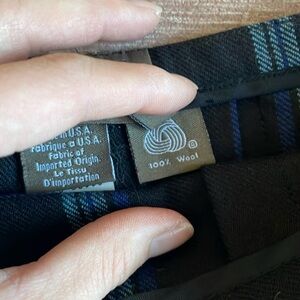 in U.S.A.
Fabriqué a U.S.A.
Fabric of
Imported Origin.
Le Tissu
D'importation
100% Wool
®